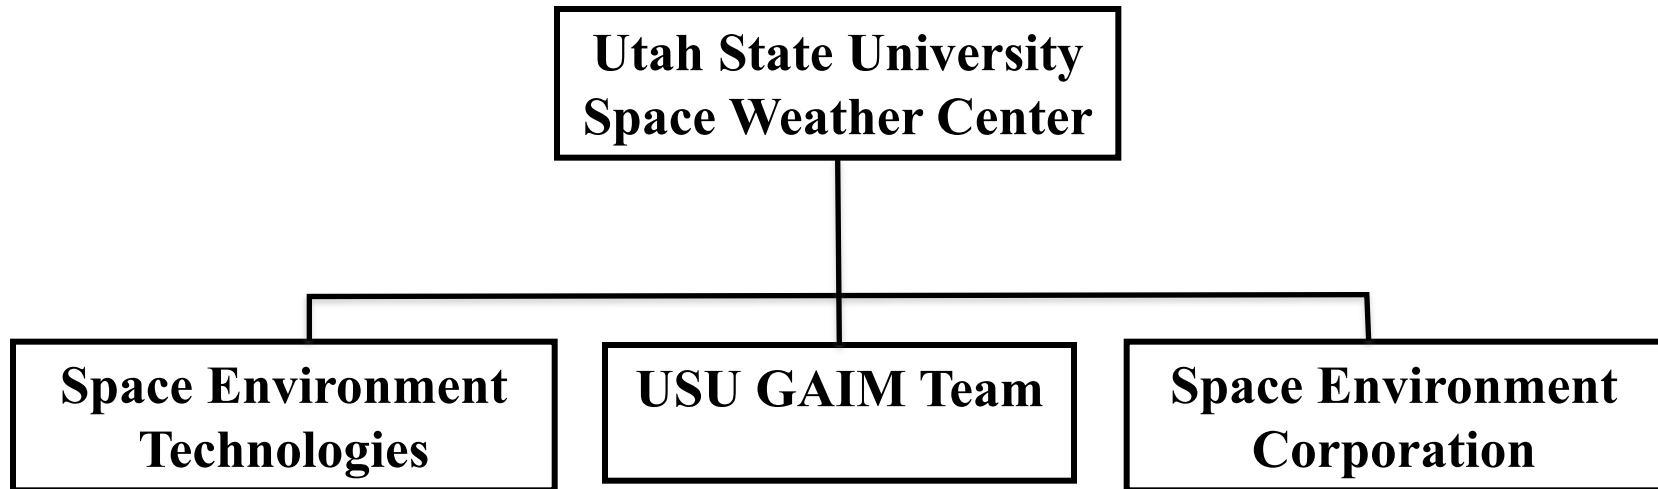 Utah State University
Space Weather Center
Space Environment
Technologies
USU GAIM Team
Space Environment
Corporation